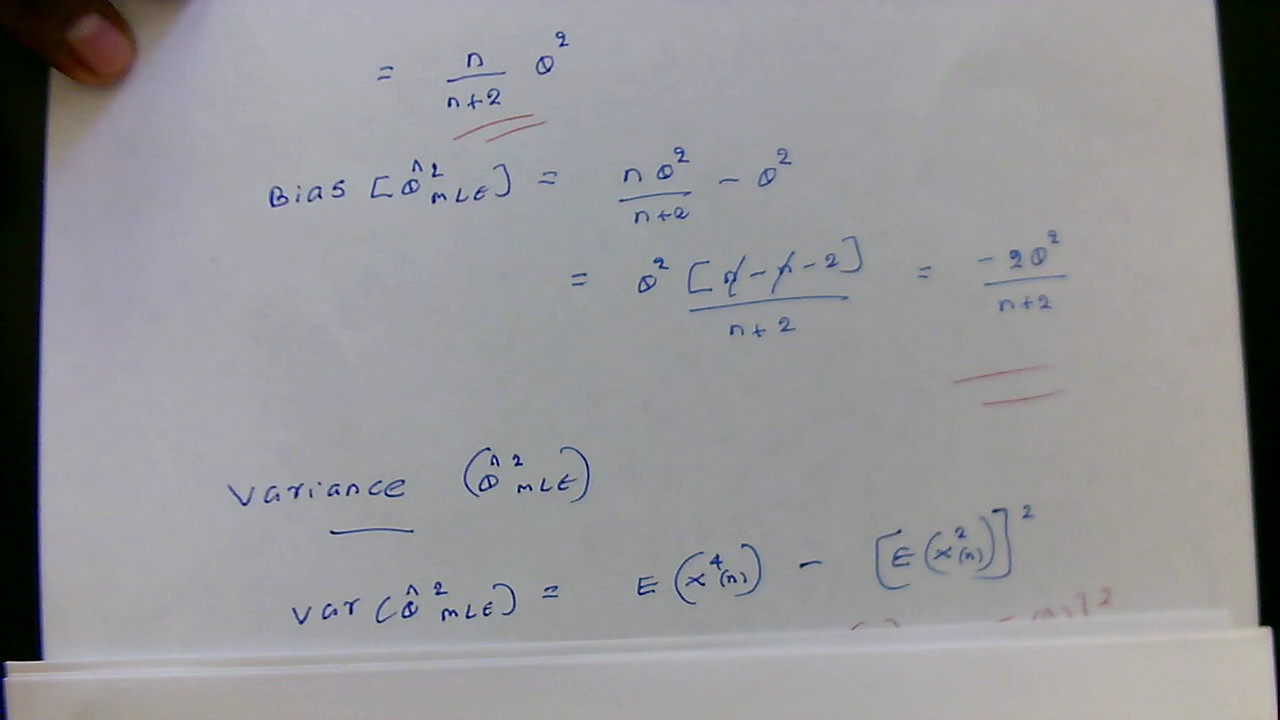 = n/(n+2) θ²
Bias [θ̂²MLE] = nθ²/(n+2) - θ²
= θ² [n - n - 2]/(n+2) = -2θ²/(n+2)
Variance (θ̂²MLE)
Var(θ̂²MLE) = E(x⁴(n)) - [E(x²(n))]²